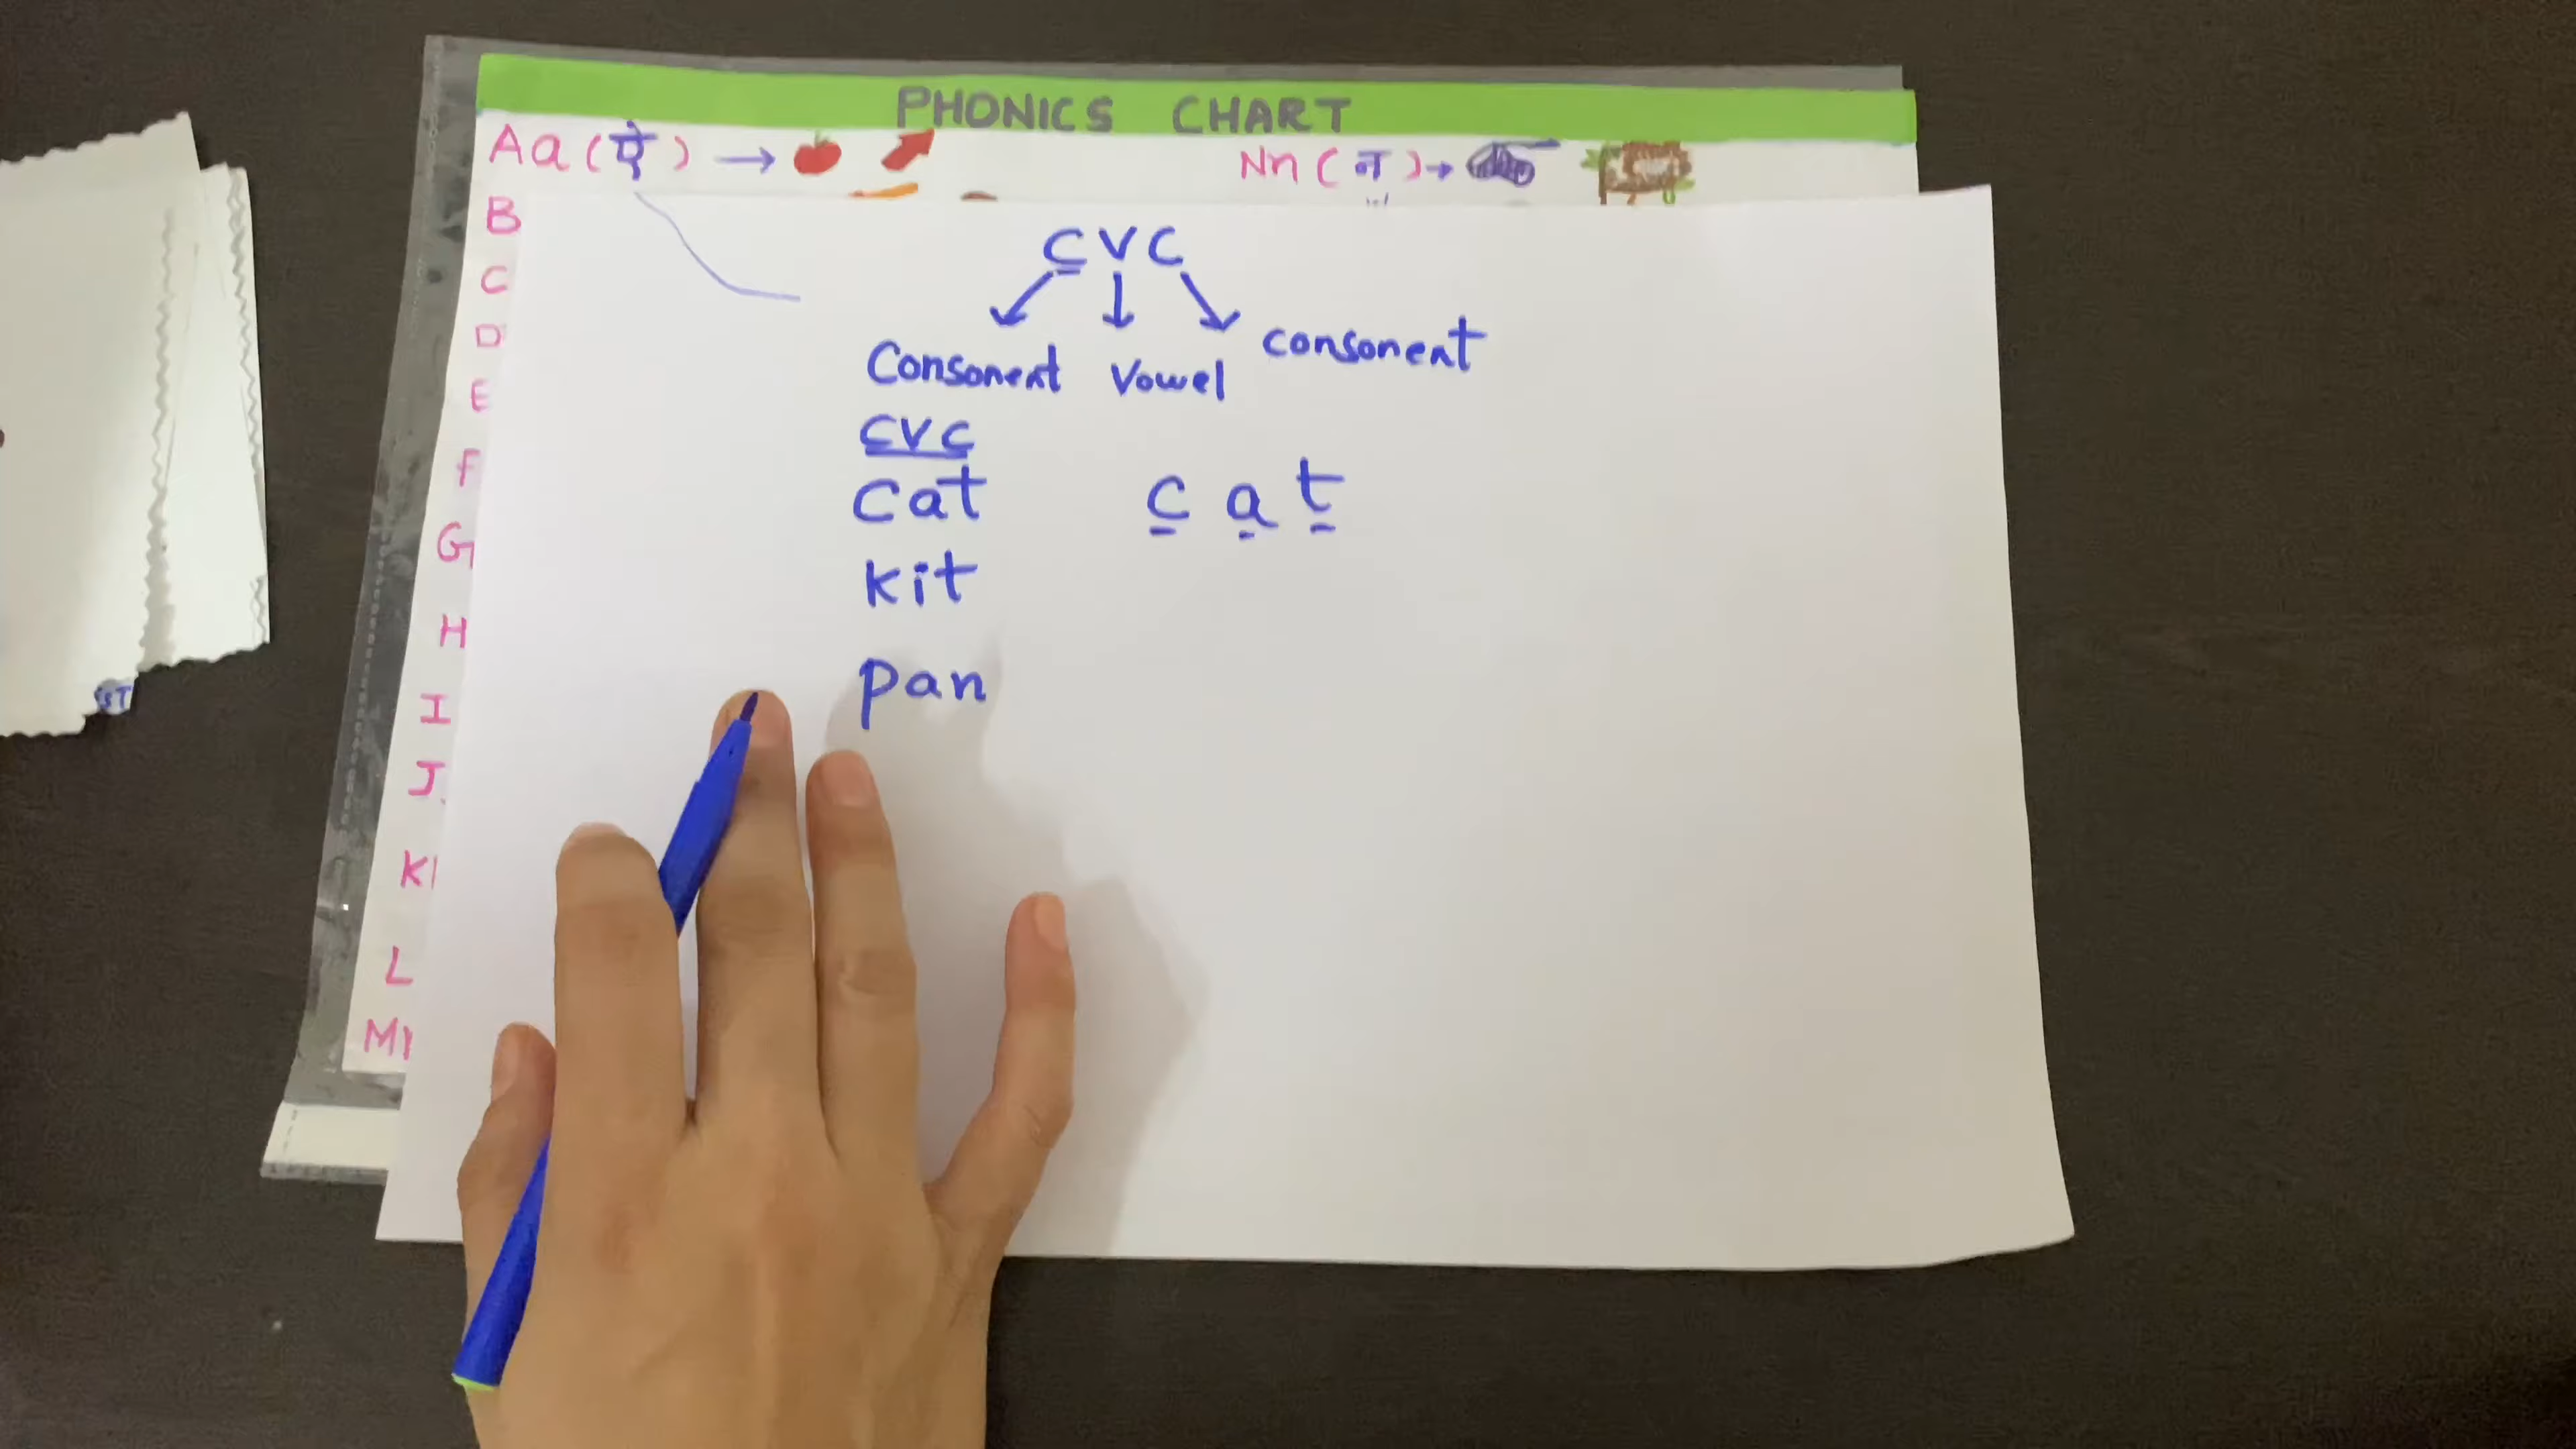 PHONICS CHART
Aa (ऐ) → Nn (न) →
B
C
D
E
F
G
H
I
J
K
L
M
CVC
Consonent Vowel consonent
CVC
Cat c a t
kit
pan